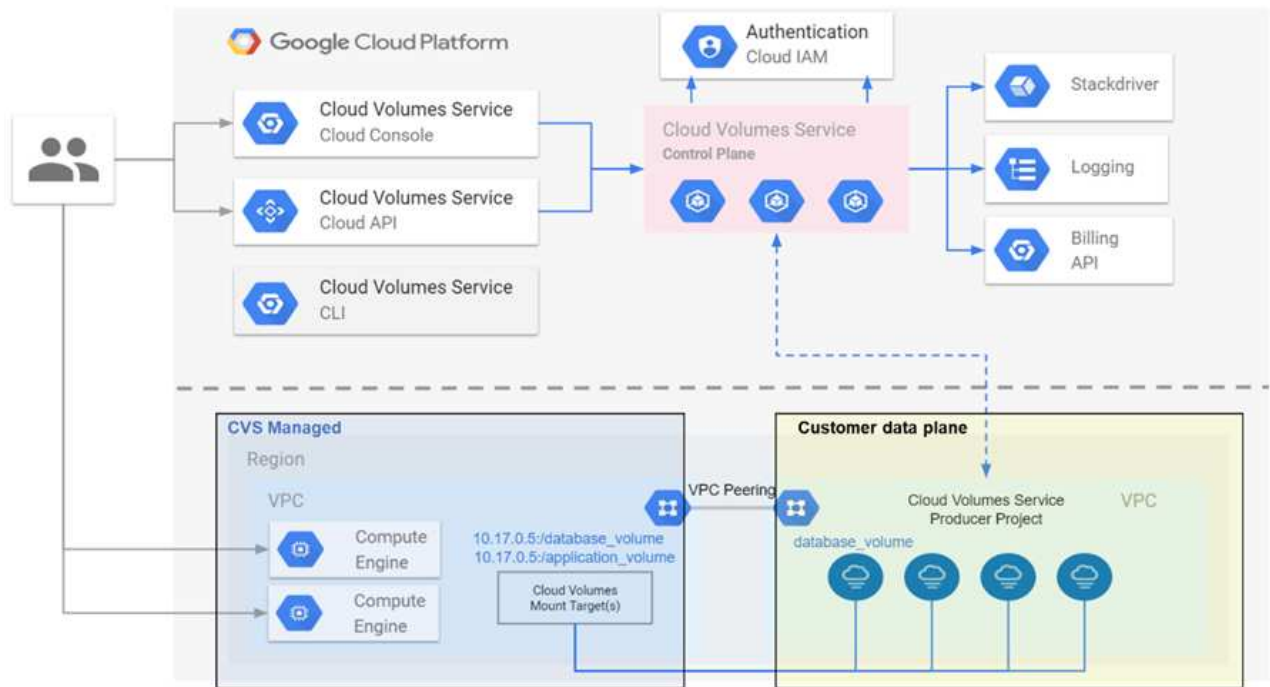 Google Cloud Platform
Authentication
Cloud IAM
Cloud Volumes Service
Cloud Console
Cloud Volumes Service
Cloud API
Cloud Volumes Service
CLI
Cloud Volumes Service
Control Plane
Stackdriver
Logging
Billing
API
CVS Managed
Region
VPC
Compute
Engine
Compute
Engine
10.17.0.5:/database_volume
10.17.0.5:/application_volume
Cloud Volumes
Mount Target(s)
VPC Peering
Customer data plane
Cloud Volumes Service
Producer Project
VPC
database_volume